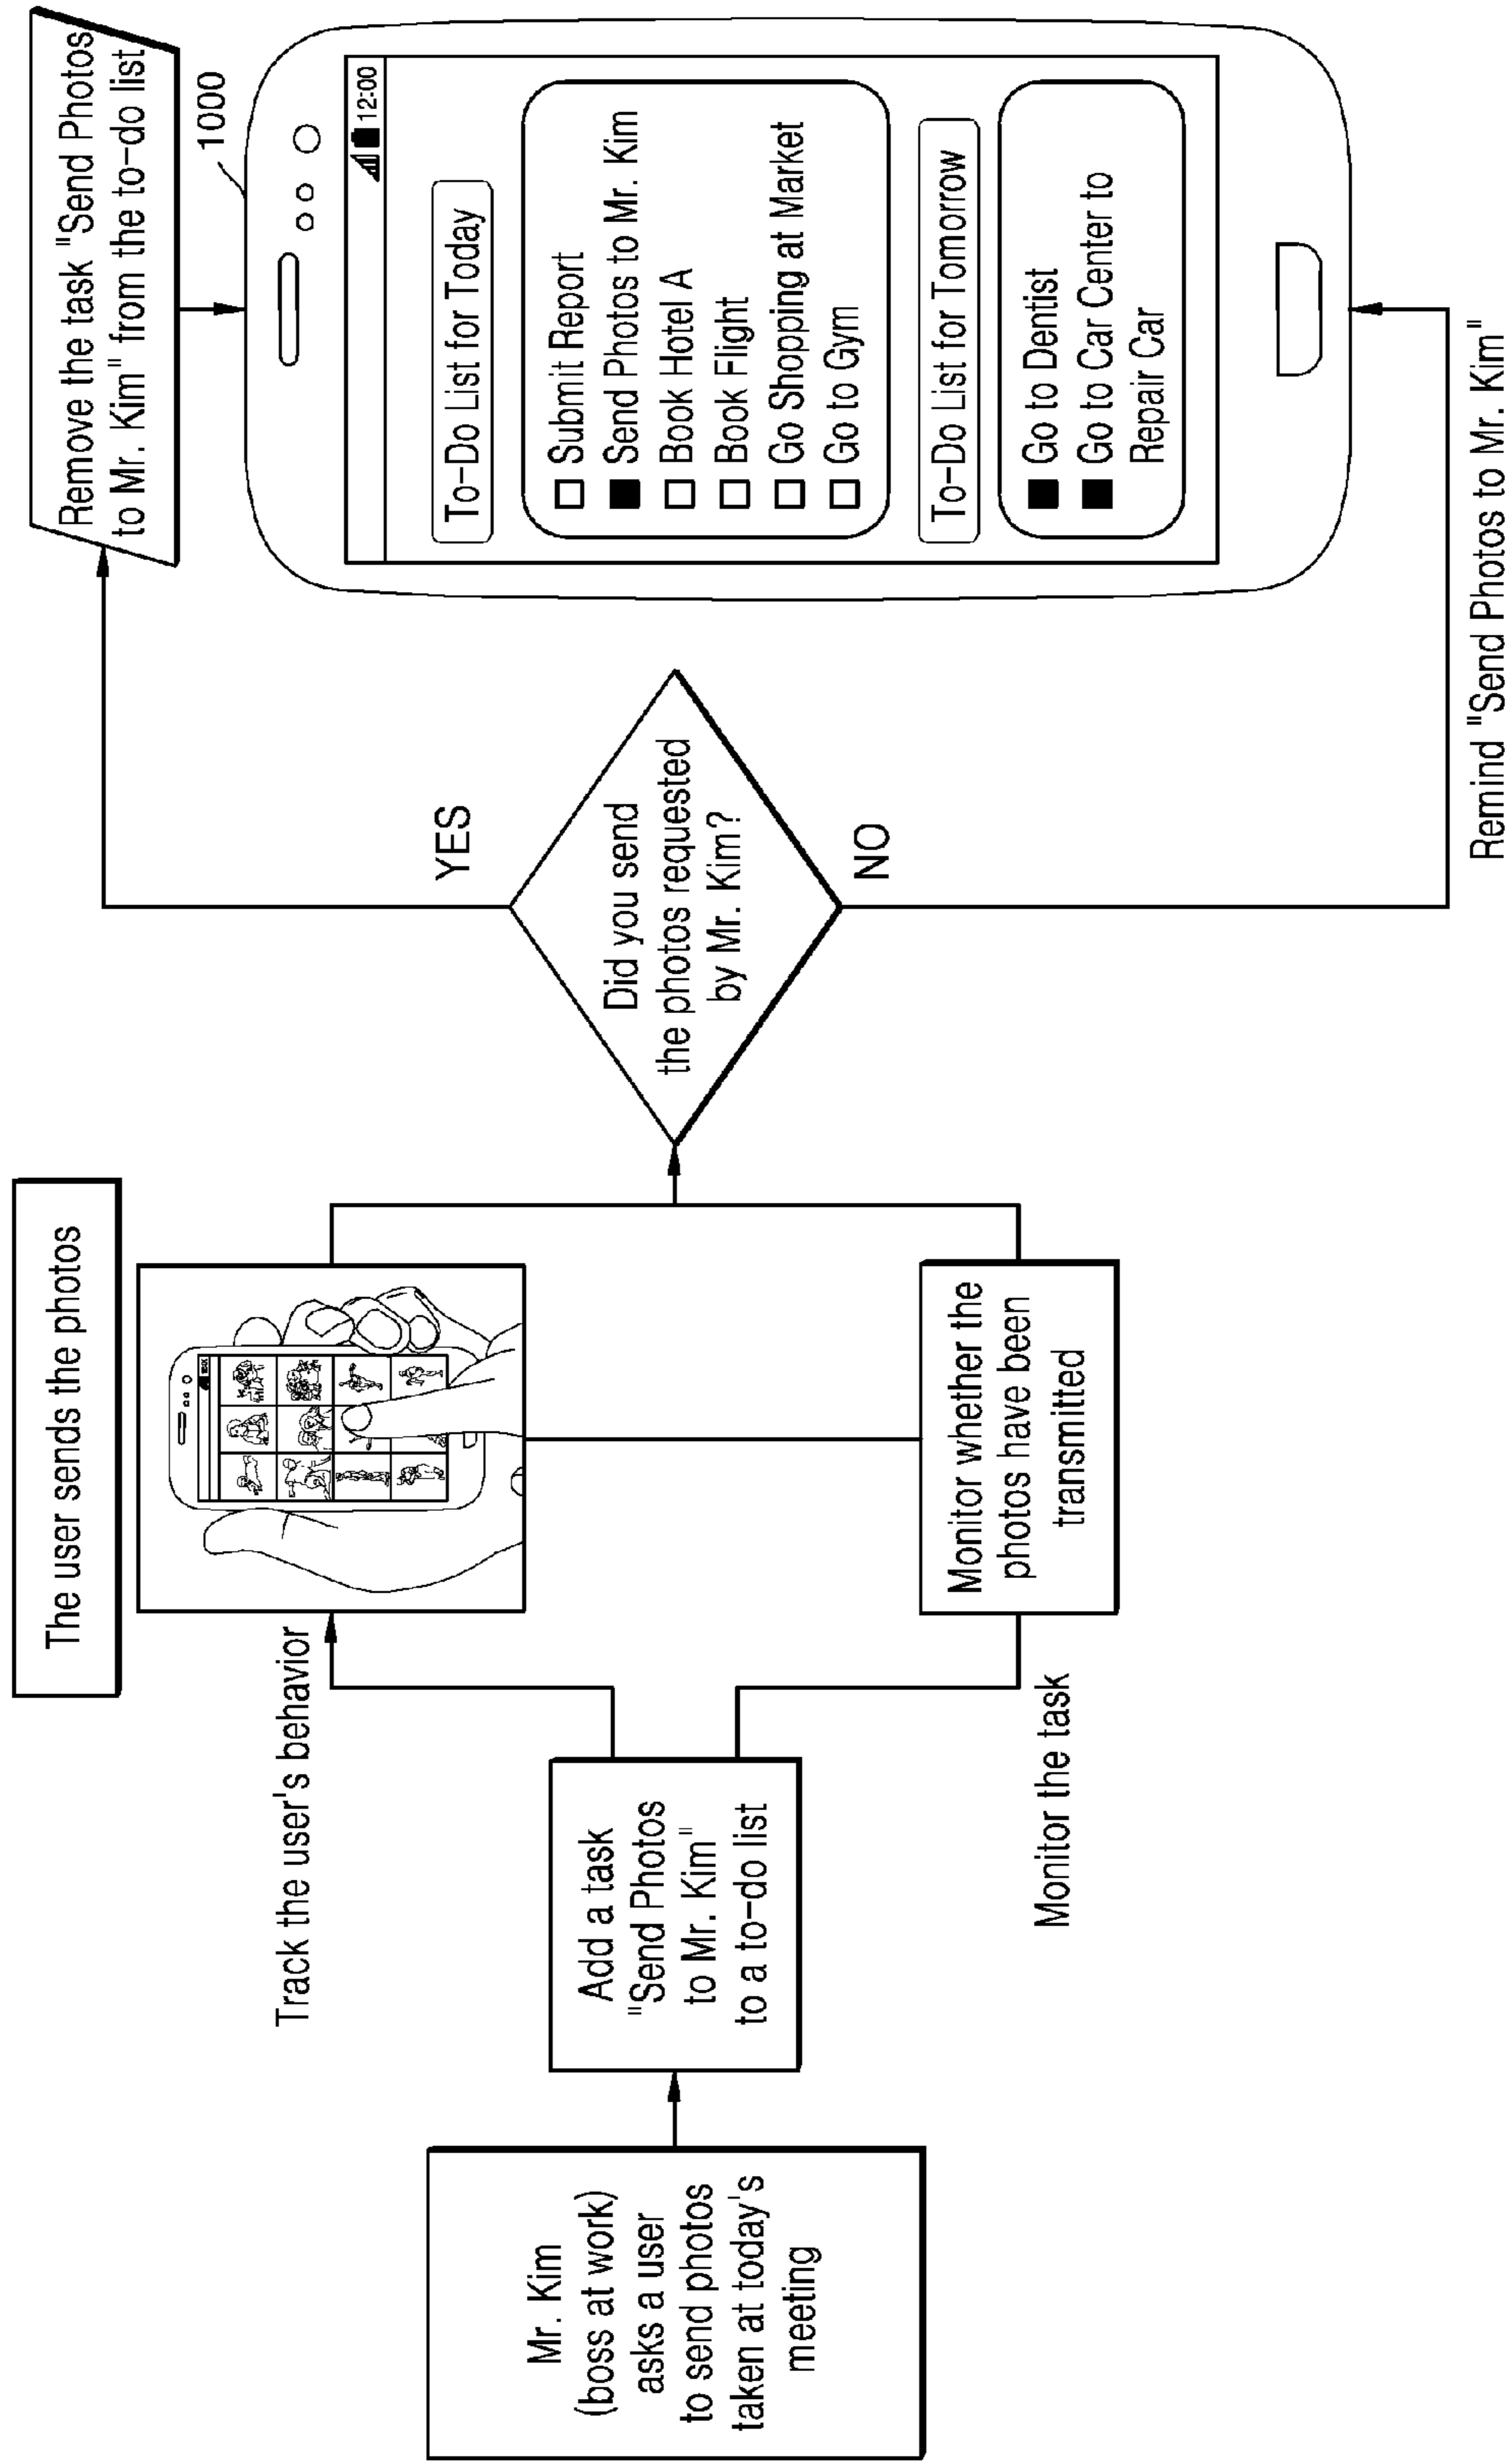 Mr. Kim
(boss at work)
asks a user
to send photos
taken at today's
meeting
Add a task
"Send Photos
to Mr. Kim"
to a to-do list
Track the user's behavior
Monitor the task
The user sends the photos
Monitor whether the
photos have been
transmitted
Did you send
the photos requested
by Mr. Kim?
YES
NO
Remove the task "Send Photos
to Mr. Kim" from the to-do list
1000
12:00
To-Do List for Today
Submit Report
Send Photos to Mr. Kim
Book Hotel A
Book Flight
Go Shopping at Market
Go to Gym
To-Do List for Tomorrow
Go to Dentist
Go to Car Center to
Repair Car
Remind "Send Photos to Mr. Kim"